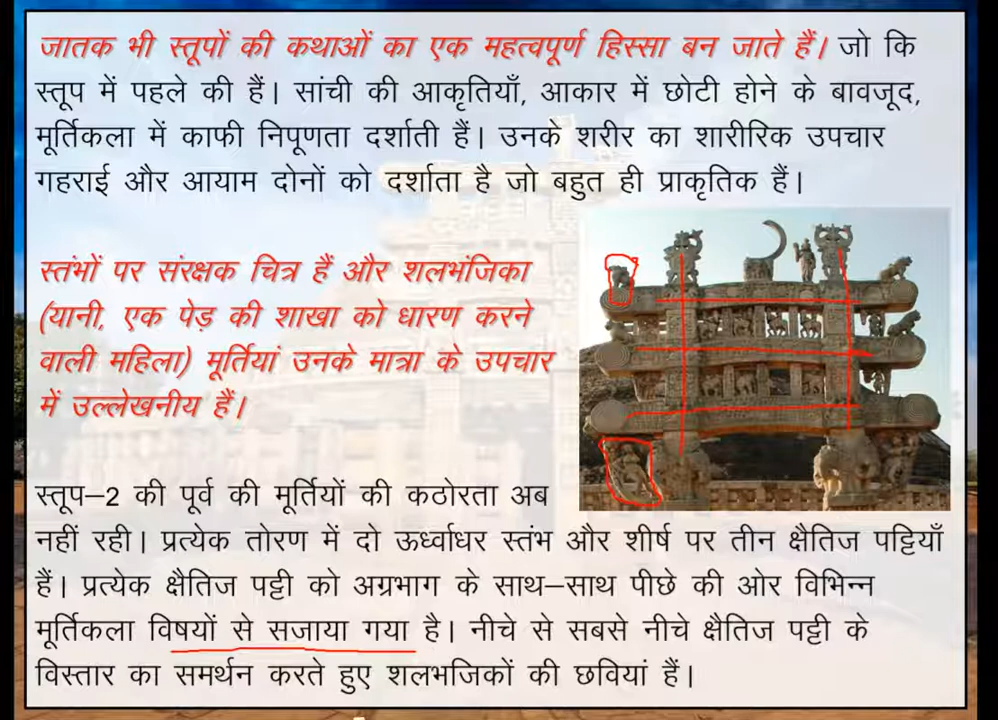 जातक भी स्तूपों की कथाओं का एक महत्वपूर्ण हिस्सा बन जाते हैं। जो कि
स्तूप में पहले की हैं। सांची की आकृतियाँ, आकार में छोटी होने के बावजूद,
मूर्तिकला में काफी निपूणता दर्शाती हैं। उनके शरीर का शारीरिक उपचार
गहराई और आयाम दोनों को दर्शाता है जो बहुत ही प्राकृतिक हैं।
स्तंभों पर संरक्षक चित्र हैं और शलभंजिका
(यानी, एक पेड़ की शाखा को धारण करने
वाली महिला) मूर्तियां उनके मात्रा के उपचार
में उल्लेखनीय हैं।
स्तूप–2 की पूर्व की मूर्तियों की कठोरता अब
नहीं रही। प्रत्येक तोरण में दो ऊर्ध्वाधर स्तंभ और शीर्ष पर तीन क्षैतिज पट्टियाँ
हैं। प्रत्येक क्षैतिज पट्टी को अग्रभाग के साथ–साथ पीछे की ओर विभिन्न
मूर्तिकला विषयों से सजाया गया है। नीचे से सबसे नीचे क्षैतिज पट्टी के
विस्तार का समर्थन करते हुए शलभजिकों की छवियां हैं।